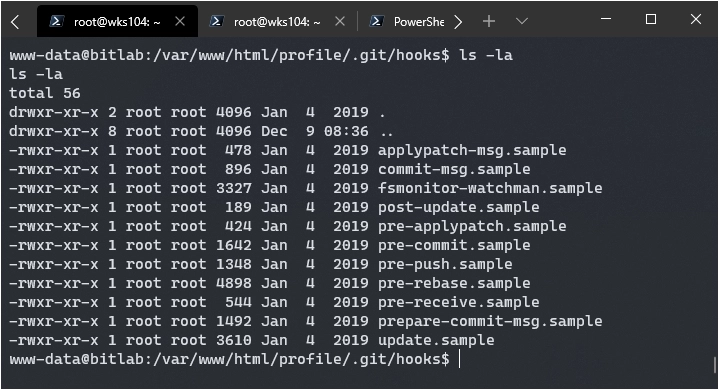 root@wks104: ~
root@wks104: ~
PowerShe
www-data@bitlab:/var/www/html/profile/.git/hooks$ ls -la
ls -la
total 56
drwxr-xr-x 2 root root 4096 Jan  4  2019 .
drwxr-xr-x 8 root root 4096 Dec  9 08:36 ..
-rwxr-xr-x 1 root root  478 Jan  4  2019 applypatch-msg.sample
-rwxr-xr-x 1 root root  896 Jan  4  2019 commit-msg.sample
-rwxr-xr-x 1 root root 3327 Jan  4  2019 fsmonitor-watchman.sample
-rwxr-xr-x 1 root root  189 Jan  4  2019 post-update.sample
-rwxr-xr-x 1 root root  424 Jan  4  2019 pre-applypatch.sample
-rwxr-xr-x 1 root root 1642 Jan  4  2019 pre-commit.sample
-rwxr-xr-x 1 root root 1348 Jan  4  2019 pre-push.sample
-rwxr-xr-x 1 root root 4898 Jan  4  2019 pre-rebase.sample
-rwxr-xr-x 1 root root  544 Jan  4  2019 pre-receive.sample
-rwxr-xr-x 1 root root 1492 Jan  4  2019 prepare-commit-msg.sample
-rwxr-xr-x 1 root root 3610 Jan  4  2019 update.sample
www-data@bitlab:/var/www/html/profile/.git/hooks$